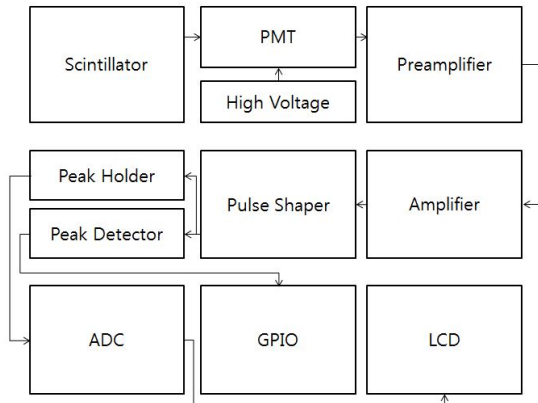 Scintillator
PMT
Preamplifier
High Voltage
Peak Holder
Pulse Shaper
Amplifier
Peak Detector
ADC
GPIO
LCD